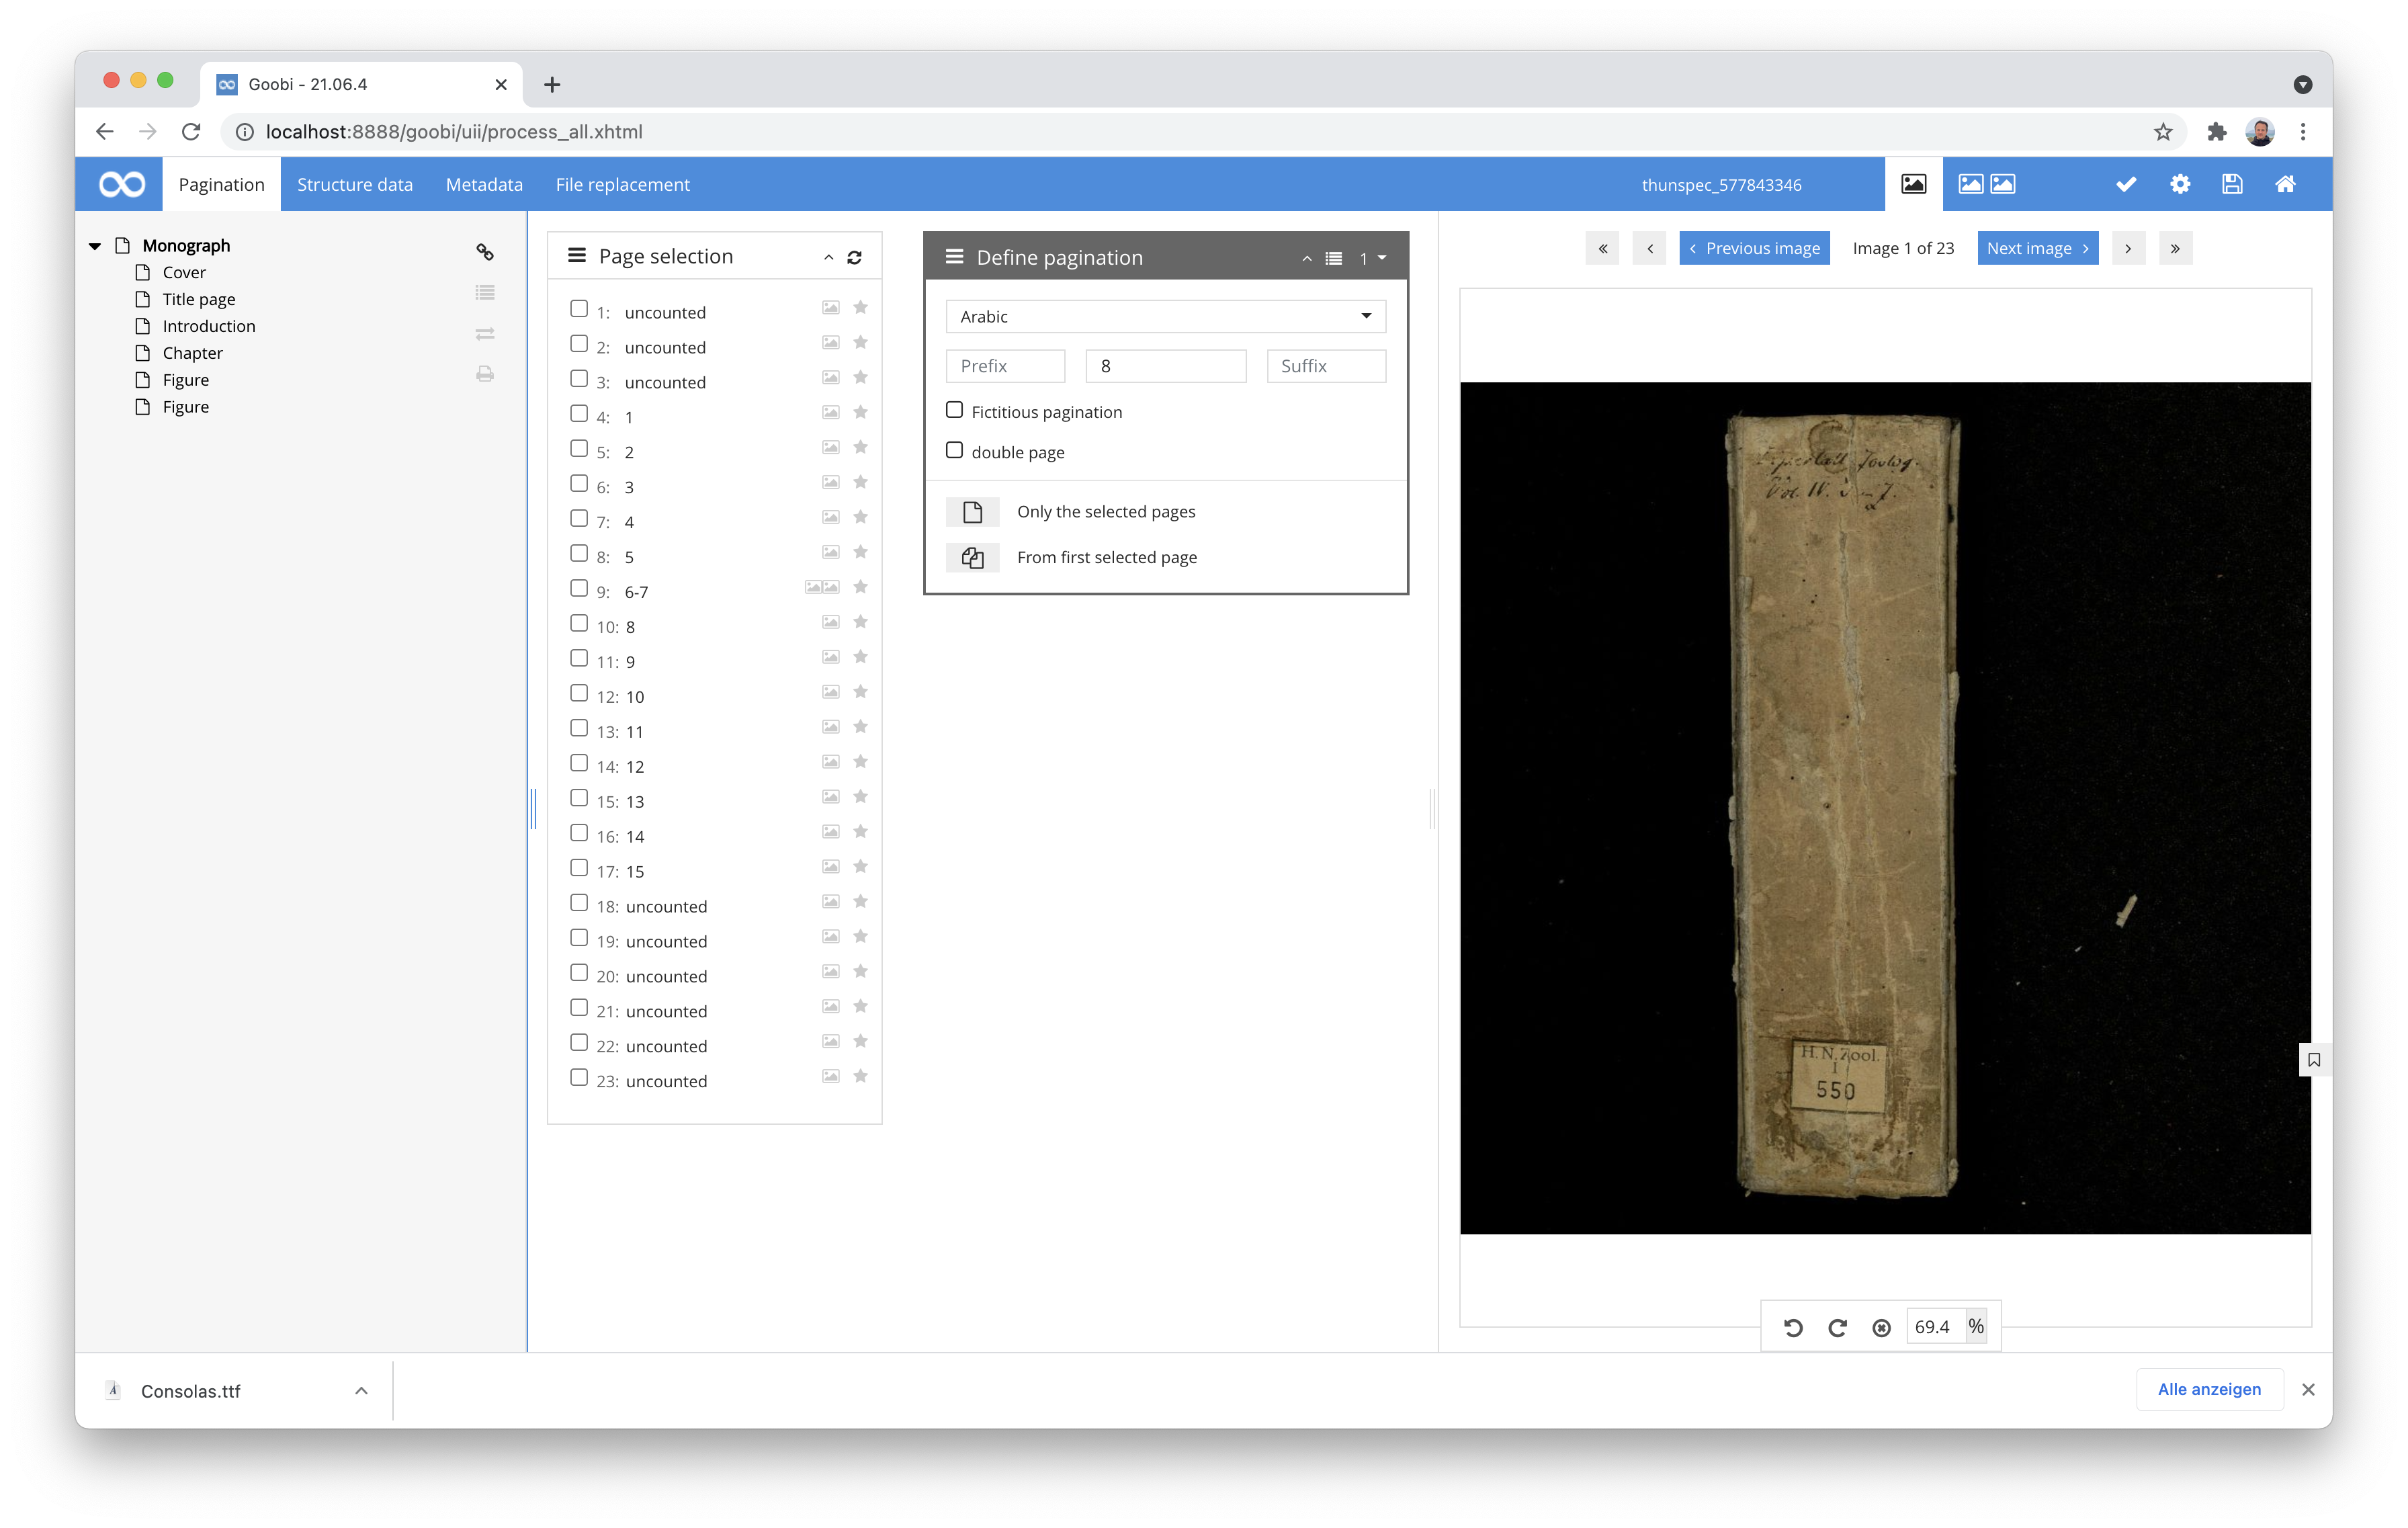 Goobi - 21.06.4
localhost:8888/goobi/uii/process_all.xhtml
Pagination
Structure data
Metadata
File replacement
thunspec_577843346
Monograph
Cover
Title page
Introduction
Chapter
Figure
Figure
Page selection
1: uncounted
2: uncounted
3: uncounted
4: 1
5: 2
6: 3
7: 4
8: 5
9: 6-7
10: 8
11: 9
12: 10
13: 11
14: 12
15: 13
16: 14
17: 15
18: uncounted
19: uncounted
20: uncounted
21: uncounted
22: uncounted
23: uncounted
Define pagination
1
Arabic
Prefix
8
Suffix
Fictitious pagination
double page
Only the selected pages
From first selected page
Previous image
Image 1 of 23
Next image
Vol. IV.
H. N. Zool.
I
550
69.4 %
Consolas.ttf
Alle anzeigen